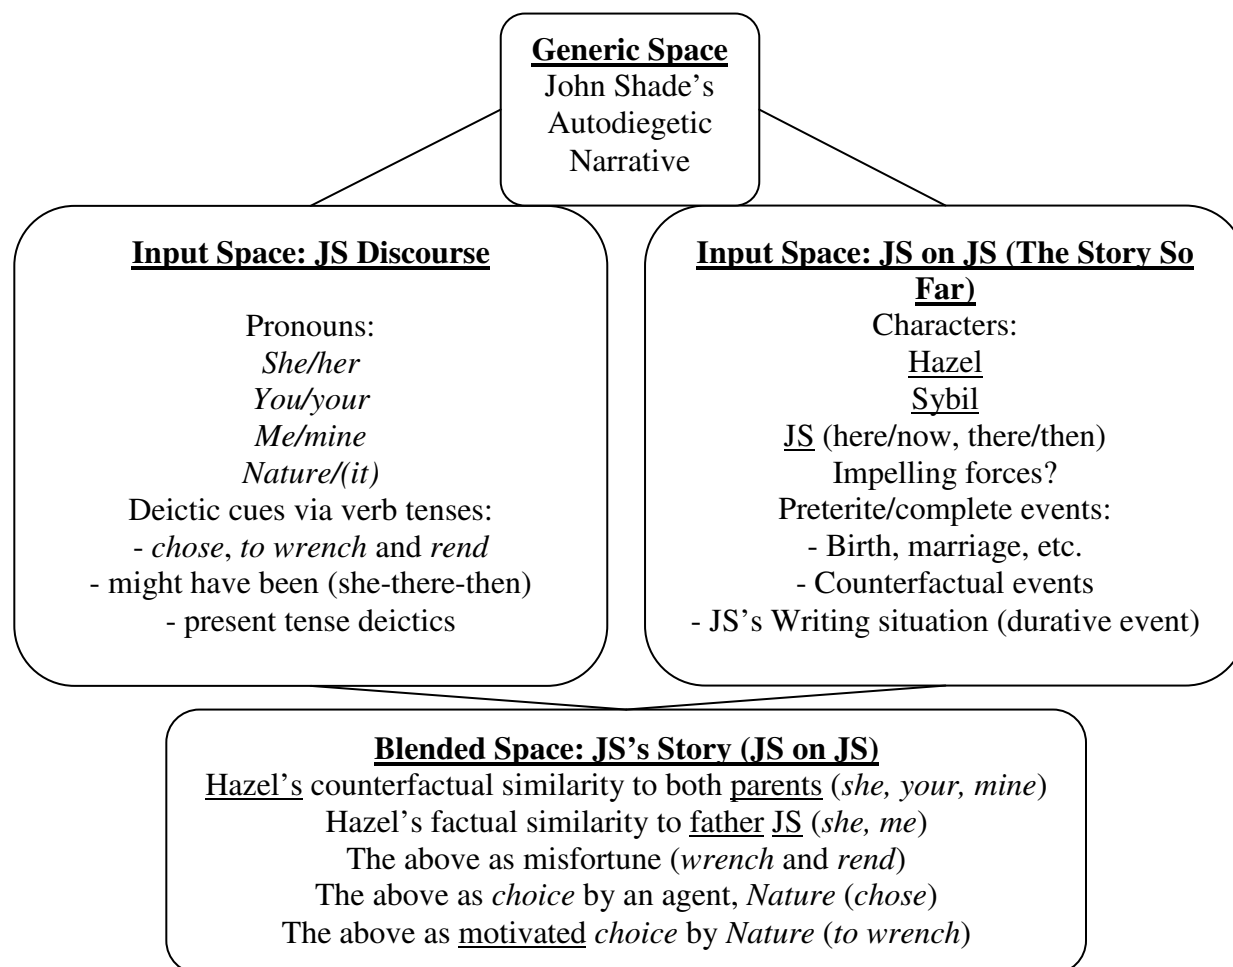 Generic Space
John Shade’s
Autodiegetic
Narrative
Input Space: JS Discourse
Pronouns:
She/her
You/your
Me/mine
Nature/(it)
Deictic cues via verb tenses:
- chose, to wrench and rend
- might have been (she-there-then)
- present tense deictics
Input Space: JS on JS (The Story So
Far)
Characters:
Hazel
Sybil
JS (here/now, there/then)
Impelling forces?
Preterite/complete events:
- Birth, marriage, etc.
- Counterfactual events
- JS’s Writing situation (durative event)
Blended Space: JS’s Story (JS on JS)
Hazel’s counterfactual similarity to both parents (she, your, mine)
Hazel’s factual similarity to father JS (she, me)
The above as misfortune (wrench and rend)
The above as choice by an agent, Nature (chose)
The above as motivated choice by Nature (to wrench)